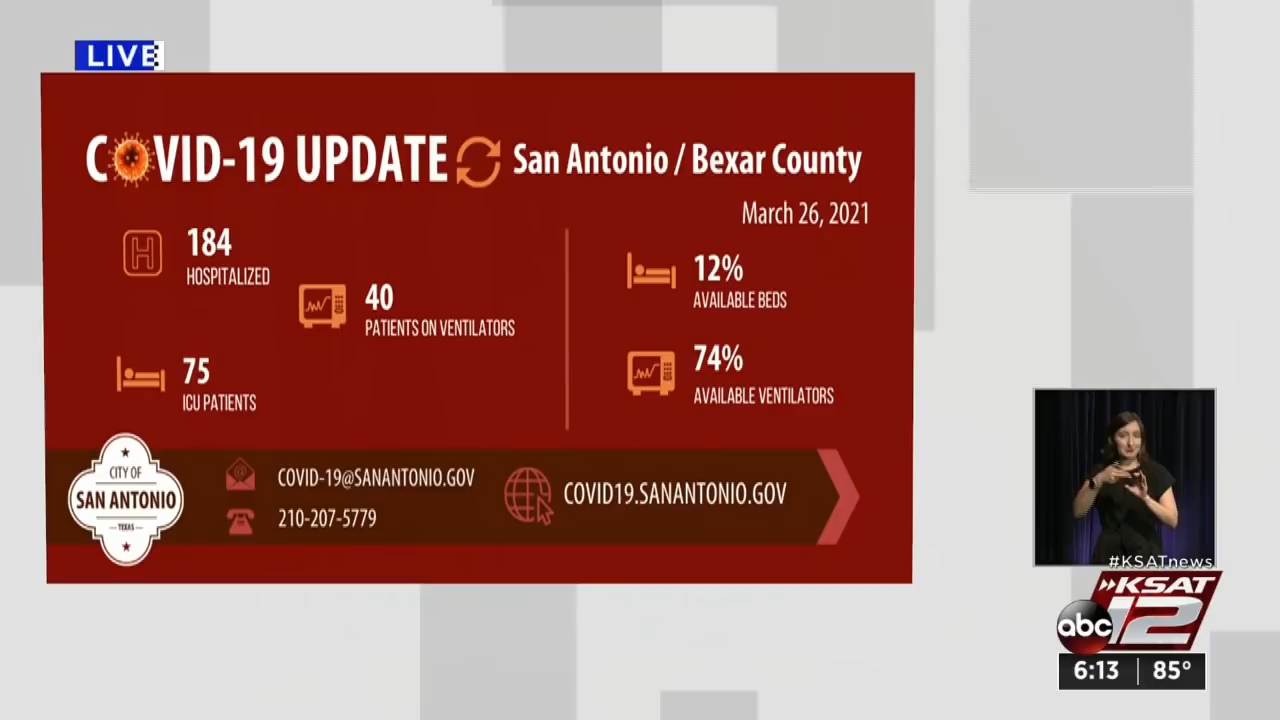 LIVE
COVID-19 UPDATE
San Antonio / Bexar County
March 26, 2021
184
HOSPITALIZED
40
PATIENTS ON VENTILATORS
75
ICU PATIENTS
12%
AVAILABLE BEDS
74%
AVAILABLE VENTILATORS
CITY OF
SAN ANTONIO
TEXAS
COVID-19@SANANTONIO.GOV
210-207-5779
COVID19.SANANTONIO.GOV
#KSATnews
KSAT
abc 12
6:13 85°